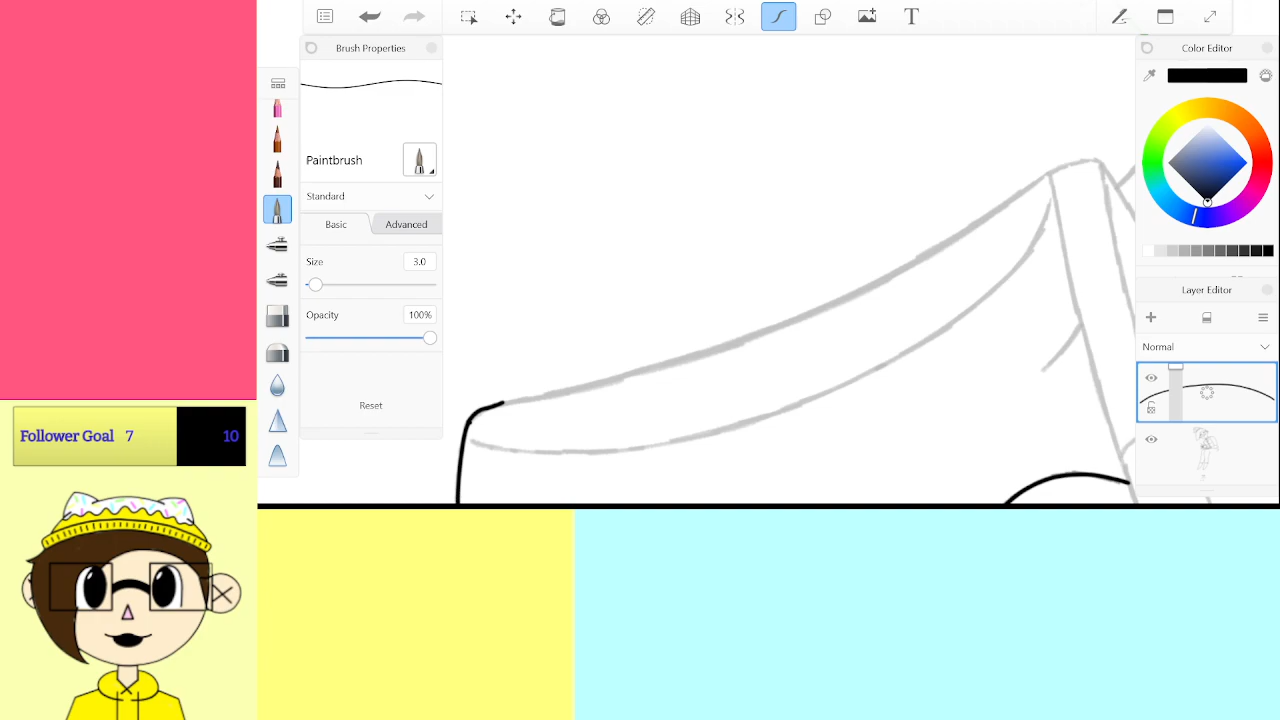 T
Brush Properties
Color Editor
Paintbrush
Standard
Basic
Advanced
Size
3.0
Opacity
100%
Reset
Layer Editor
Normal
Follower Goal 7
10